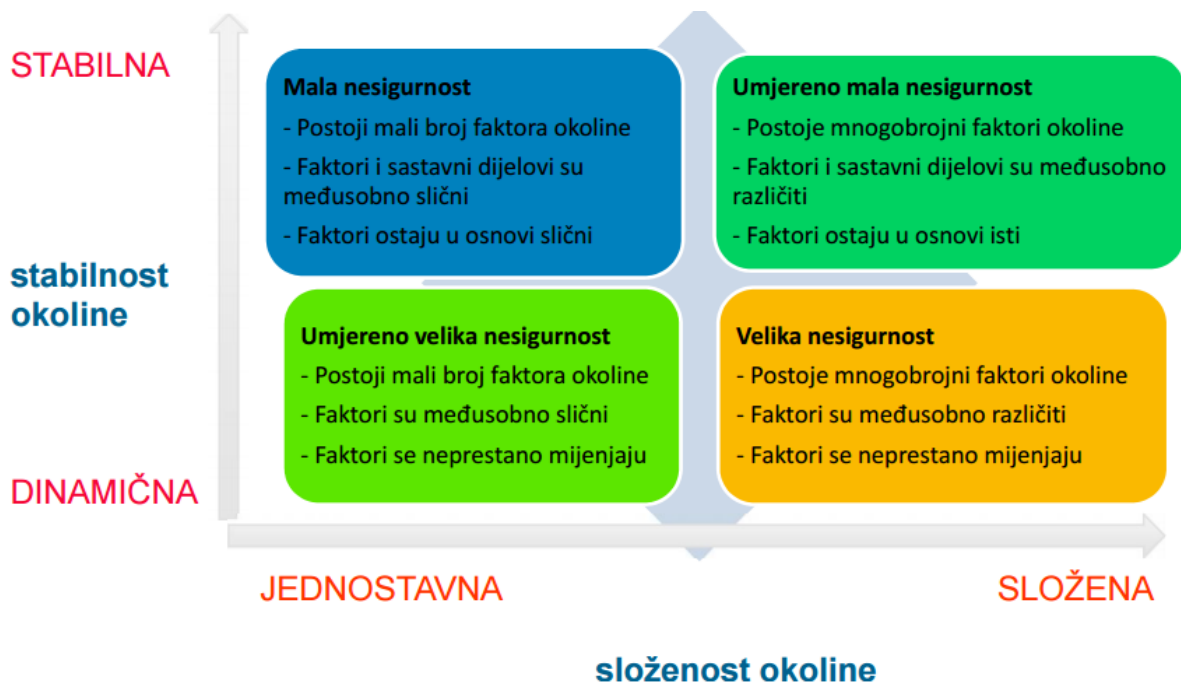 STABILNA
Mala nesigurnost
- Postoji mali broj faktora okoline
- Faktori i sastavni dijelovi su
međusobno slični
- Faktori ostaju u osnovi slični
Umjereno mala nesigurnost
- Postoje mnogobrojni faktori okoline
- Faktori i sastavni dijelovi su međusobno
različiti
- Faktori ostaju u osnovi isti
stabilnost
okoline
Umjereno velika nesigurnost
- Postoji mali broj faktora okoline
- Faktori su međusobno slični
- Faktori se neprestano mijenjaju
Velika nesigurnost
- Postoje mnogobrojni faktori okoline
- Faktori su međusobno različiti
- Faktori se neprestano mijenjaju
DINAMIČNA
JEDNOSTAVNA
SLOŽENA
složenost okoline